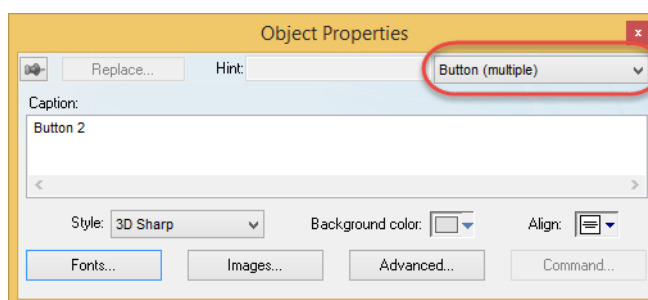 Object Properties
x
Replace... Hint: Button (multiple)
Caption:
Button 2
Style: 3D Sharp Background color: Align:
Fonts... Images... Advanced... Command...